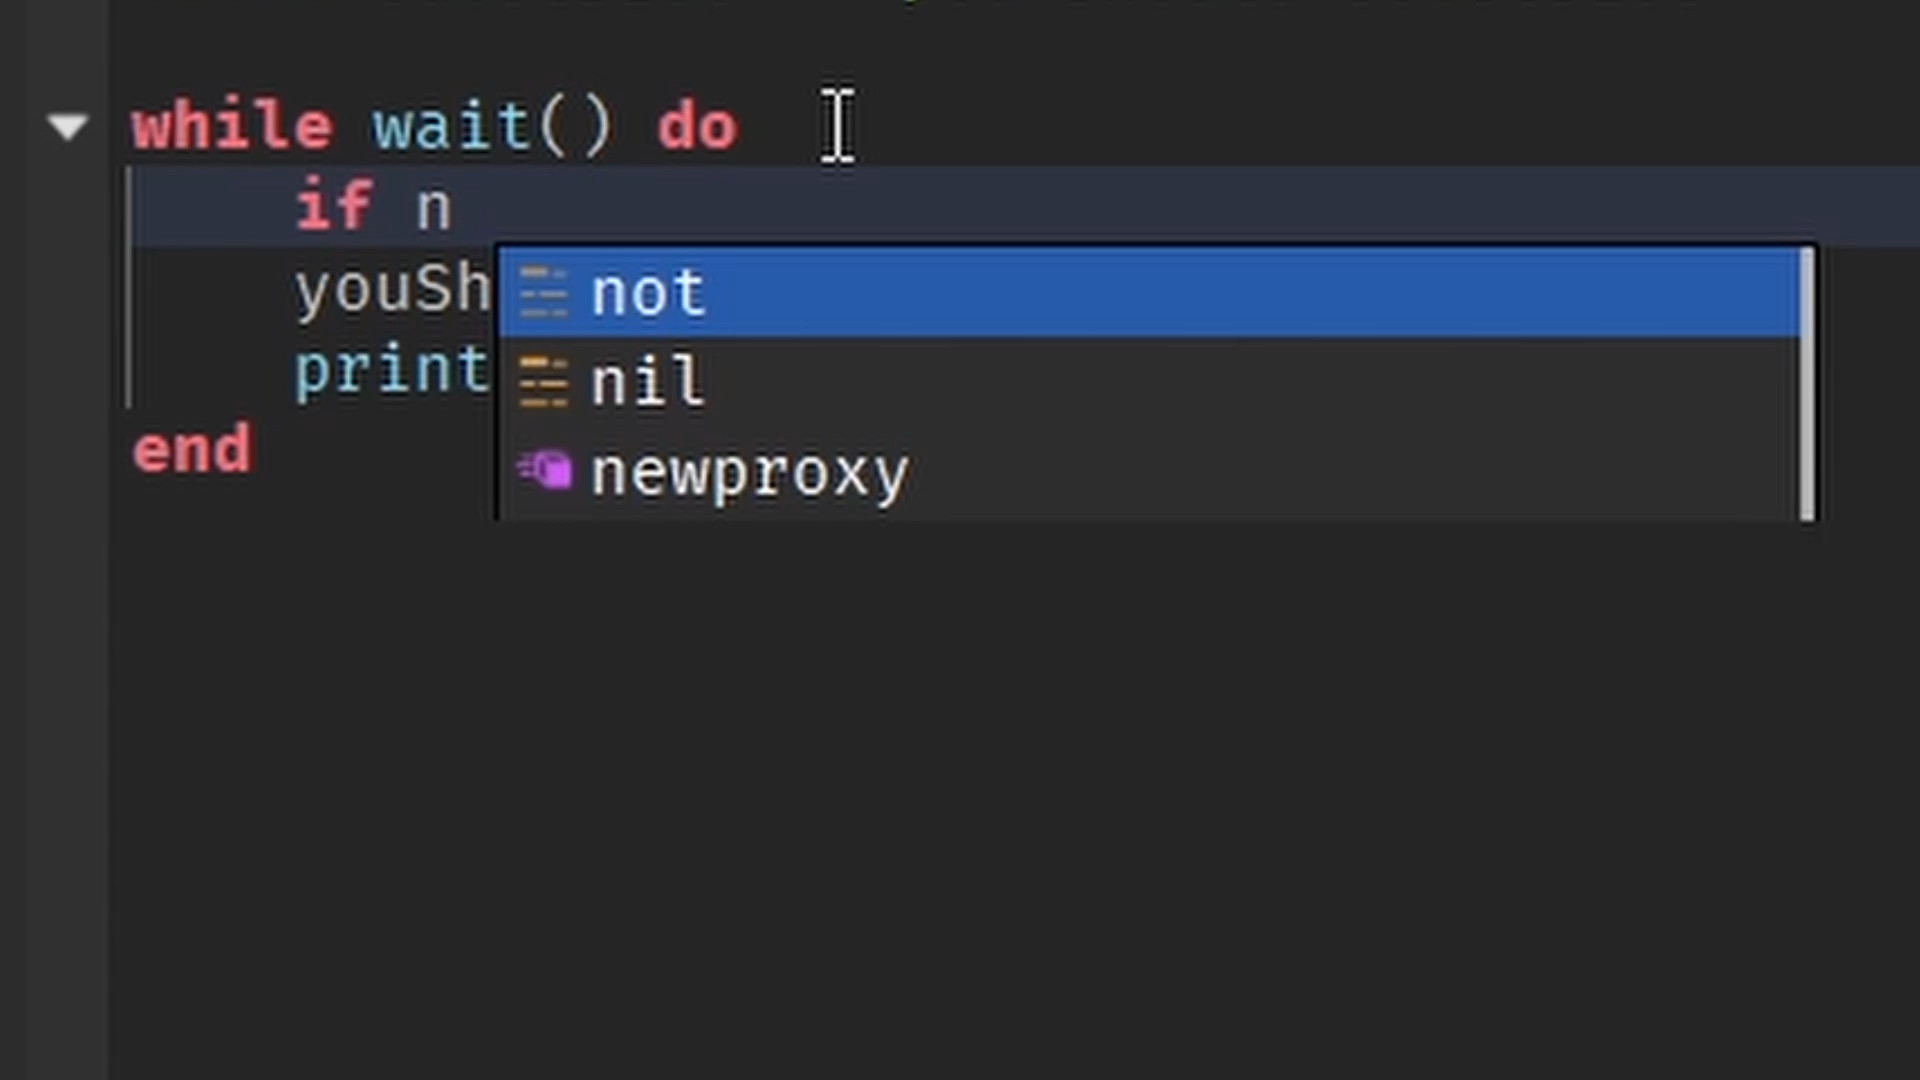 while wait() do
if n
youSh
print
end
not
nil
newproxy